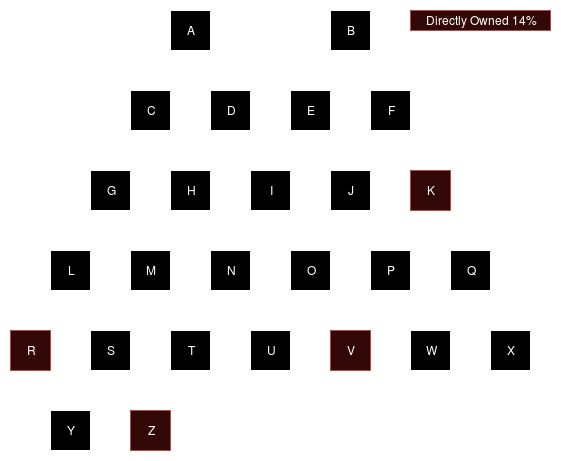 A B Directly Owned 14%
C D E F
G H I J K
L M N O P Q
R S T U V W X
Y Z